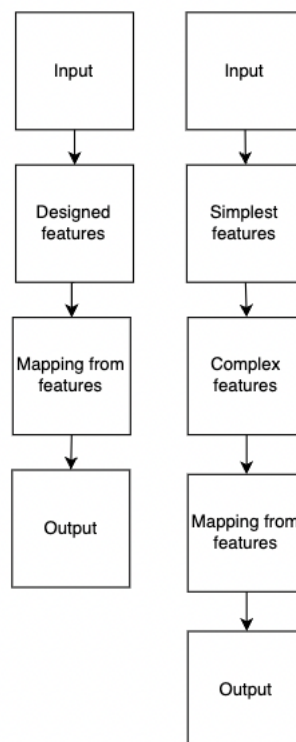 Input
Designed
features
Mapping from
features
Output
Input
Simplest
features
Complex
features
Mapping from
features
Output